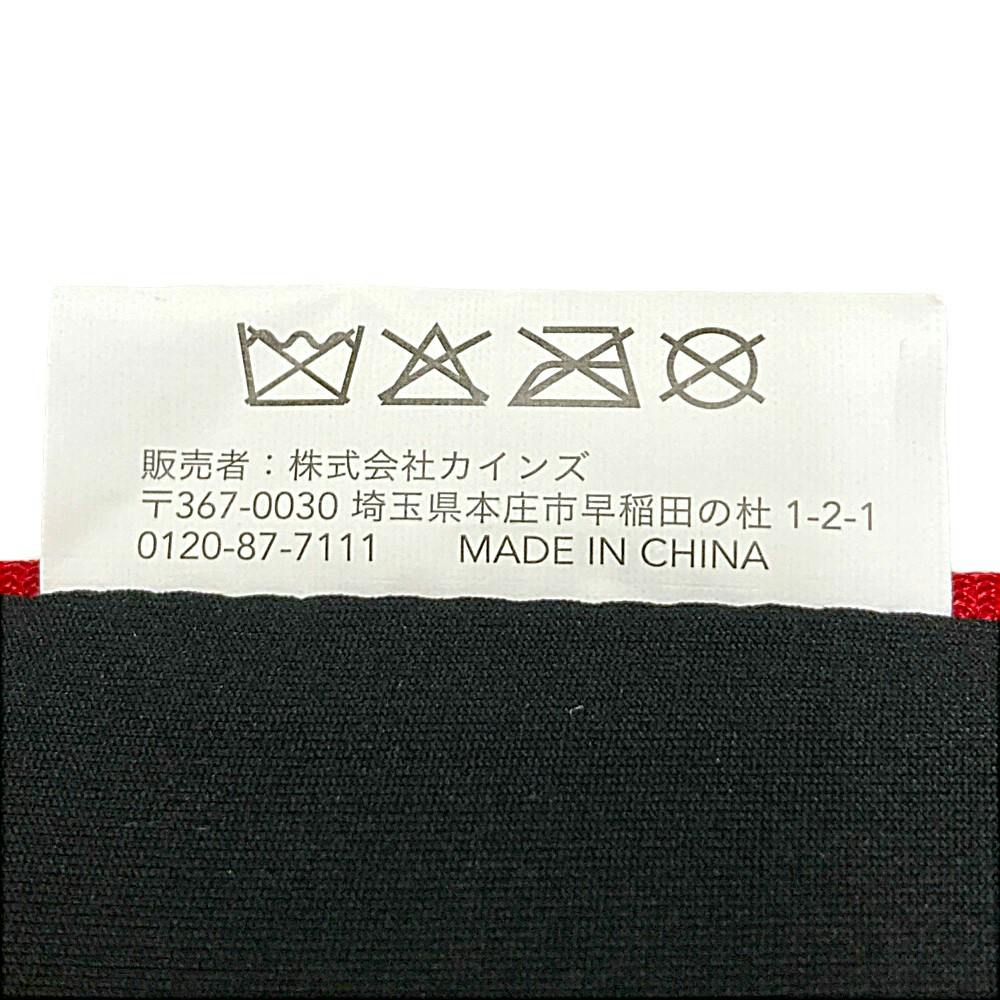 販売者：株式会社カインズ
〒367-0030 埼玉県本庄市早稲田の杜 1-2-1
0120-87-7111 MADE IN CHINA